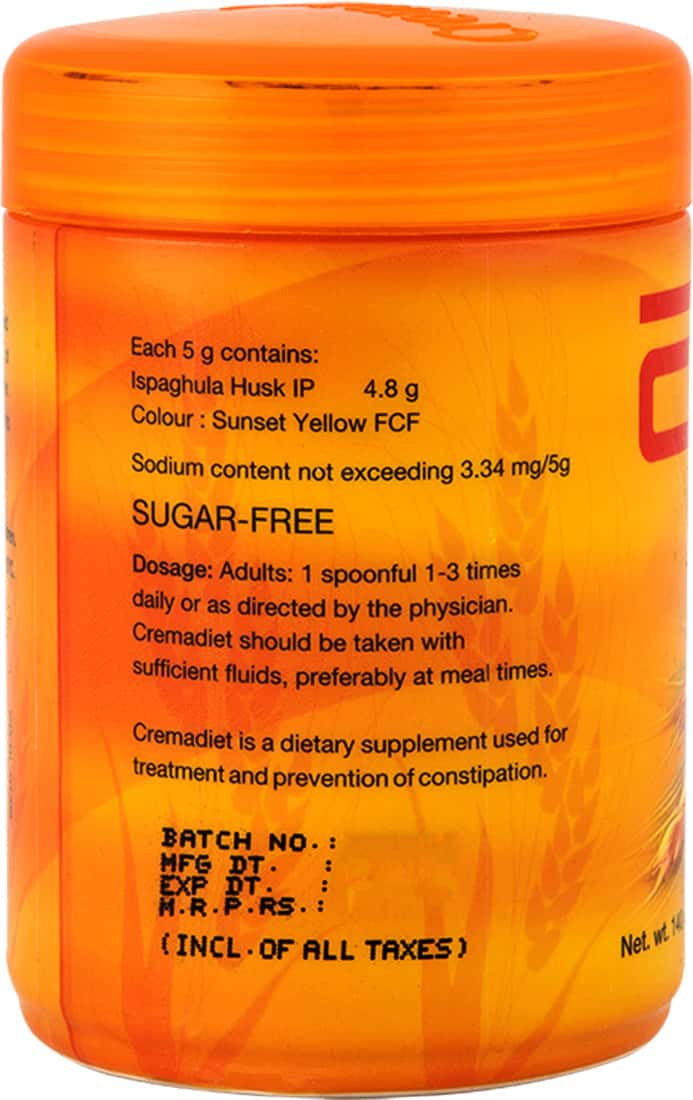 Each 5 g contains:
Ispaghula Husk IP 4.8 g
Colour : Sunset Yellow FCF
Sodium content not exceeding 3.34 mg/5g
SUGAR-FREE
Dosage: Adults: 1 spoonful 1-3 times
daily or as directed by the physician.
Cremadiet should be taken with
sufficient fluids, preferably at meal times.
Cremadiet is a dietary supplement used for
treatment and prevention of constipation.
BATCH NO.:
MFG DT. :
EXP DT. :
M.R.P.RS.:
(INCL.OF ALL TAXES)
Net. wt.